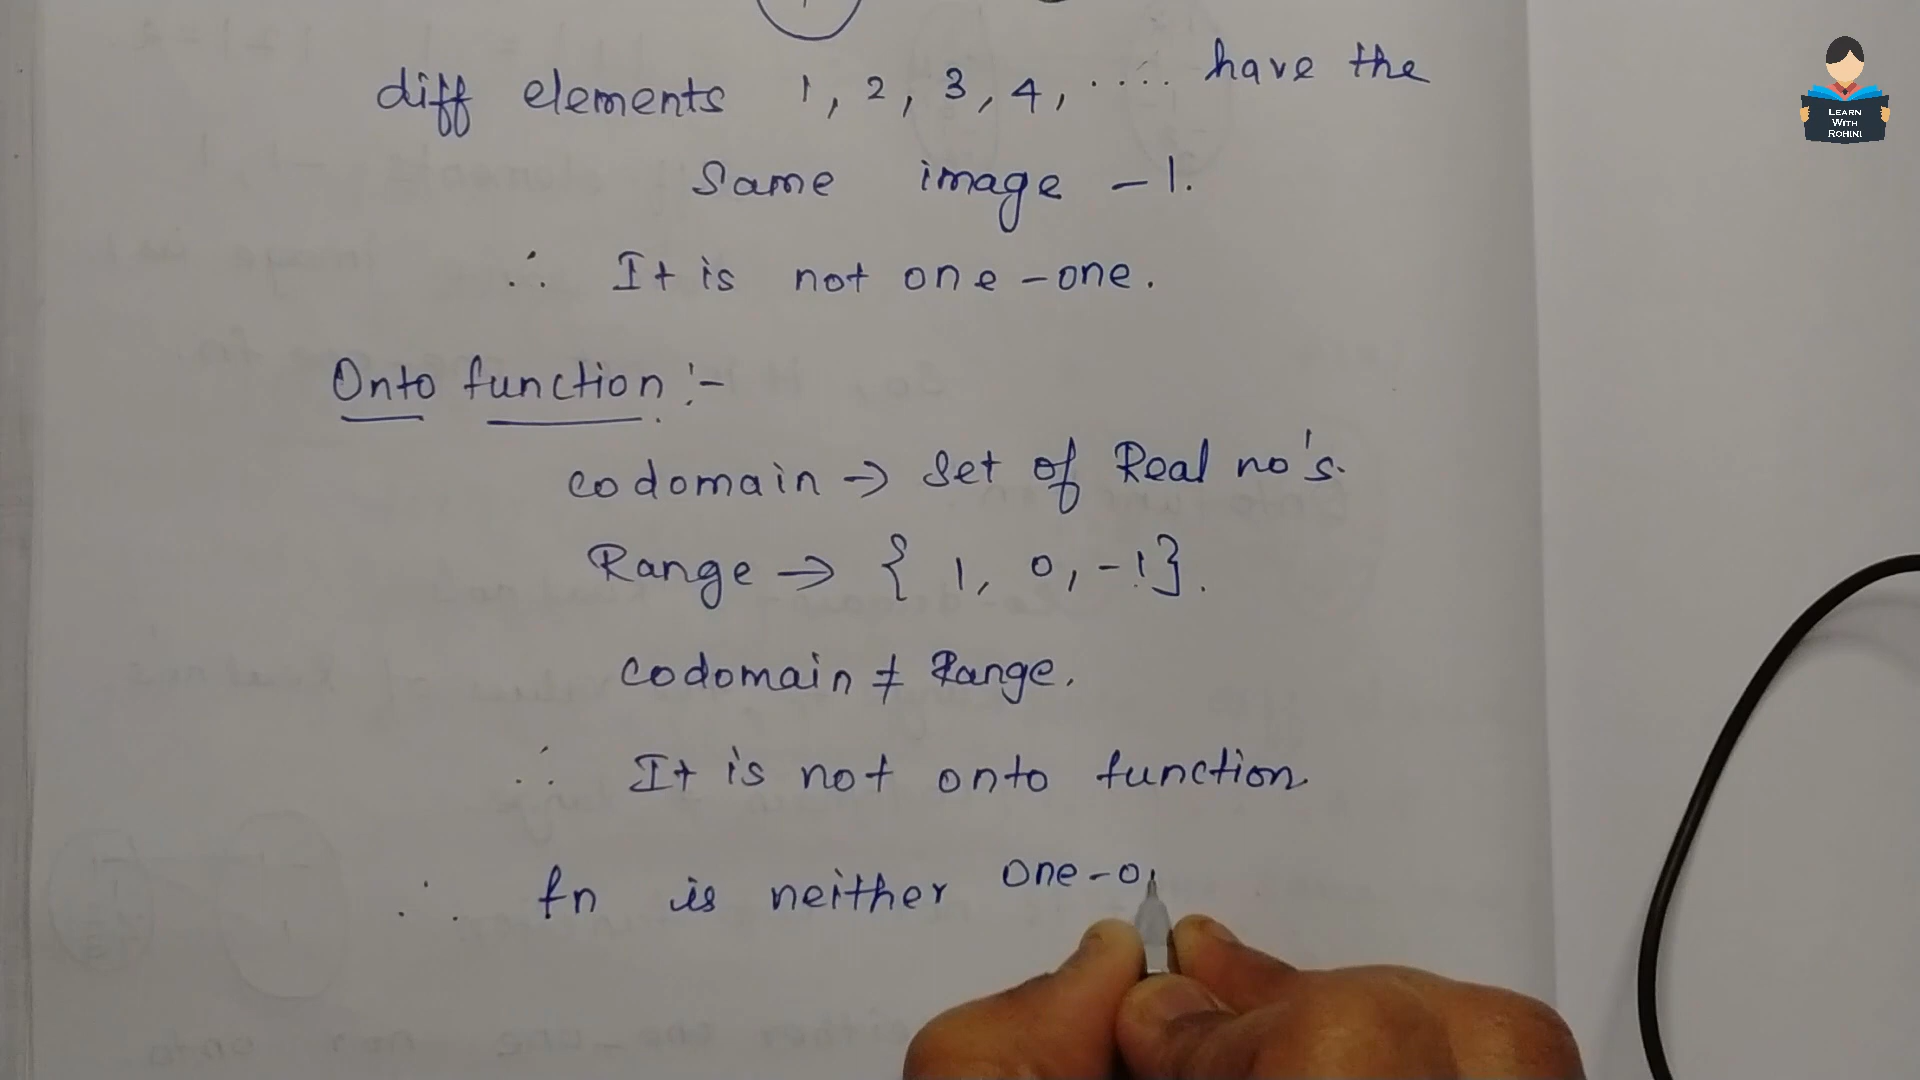 diff elements 1, 2, 3, 4, .... have the
Same image -1.
∴ It is not one-one.
Onto function :-
codomain → Set of Real no's.
Range → { 1, 0, -1}.
codomain ≠ Range.
∴ It is not onto function
∴ fn is neither one-on
LEARN
WITH
ROHINI